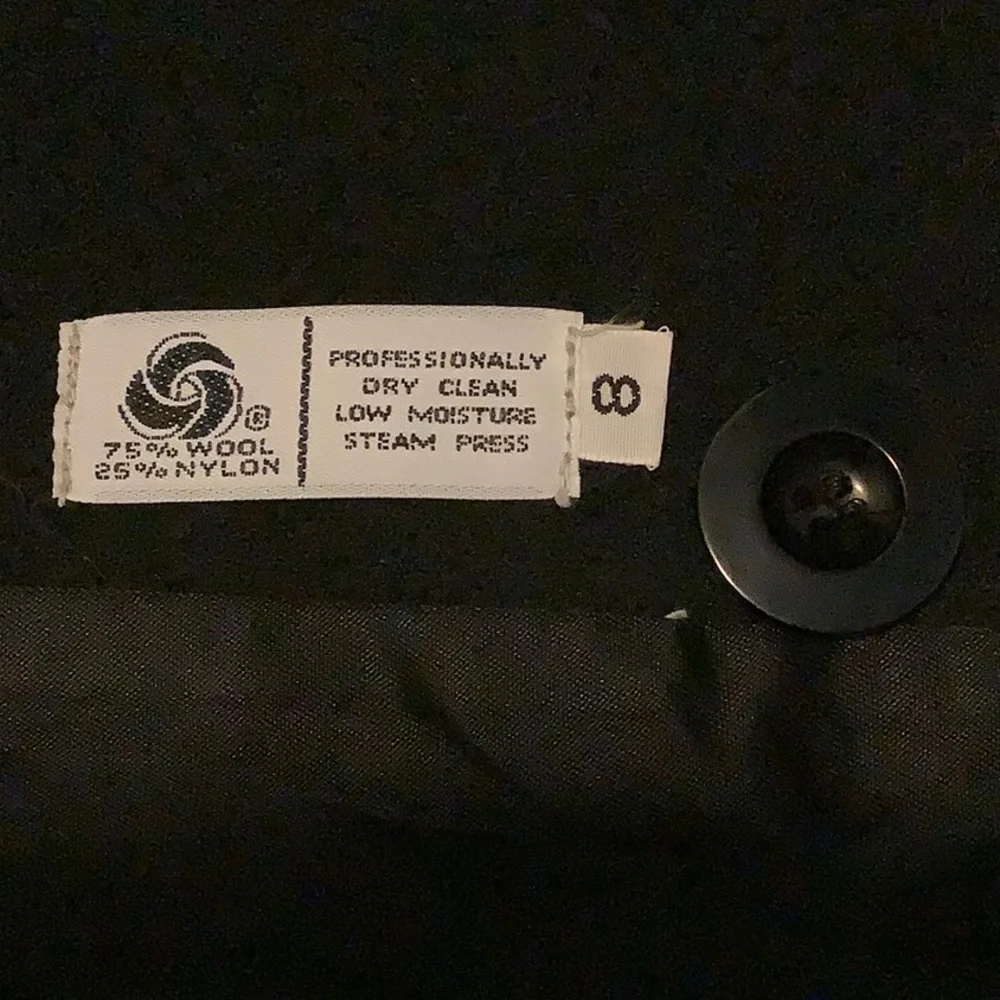 ®
75% WOOL
25% NYLON
PROFESSIONALLY
DRY CLEAN
LOW MOISTURE
STEAM PRESS
8